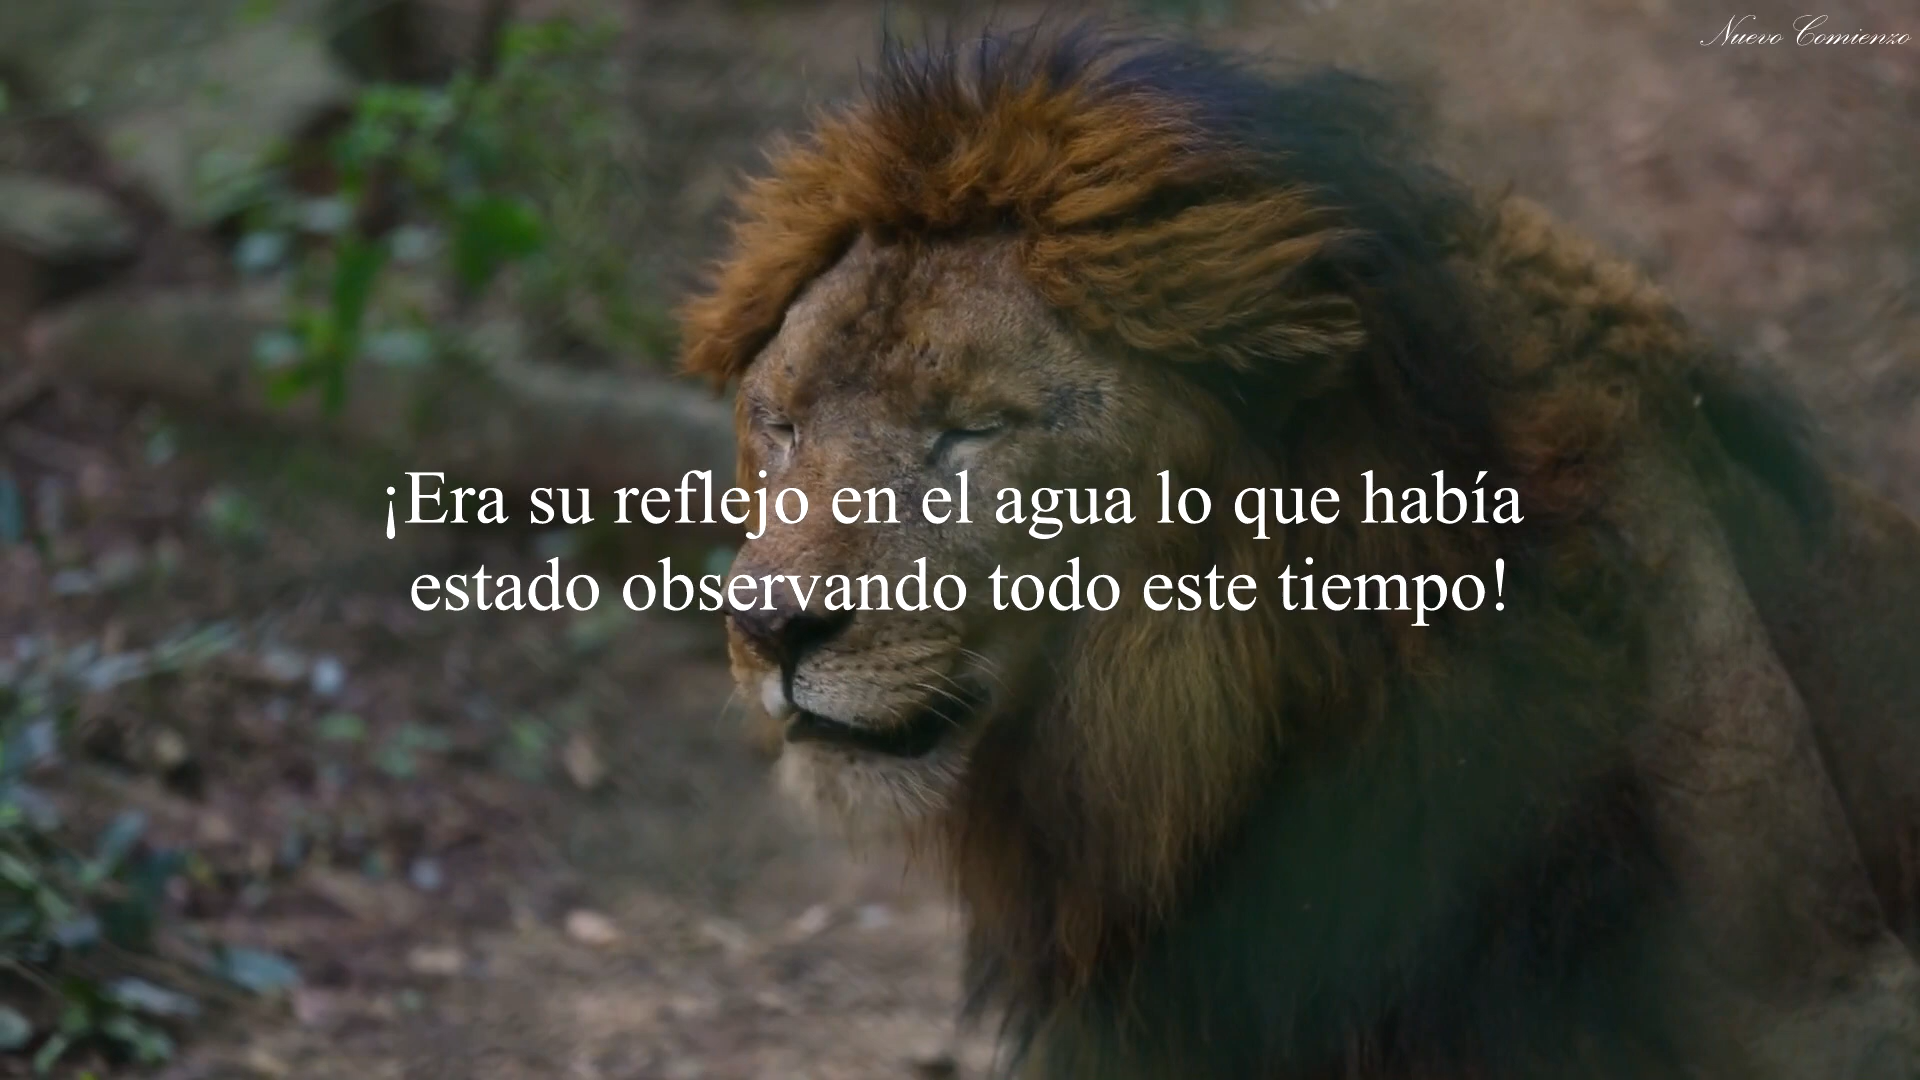 Nuevo Comienzo
¡Era su reflejo en el agua lo que había
estado observando todo este tiempo!